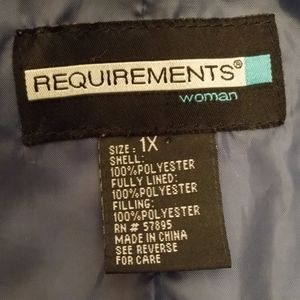 REQUIREMENTS®
woman
SIZE: 1X
SHELL:
100%POLYESTER
FULLY LINED:
100%POLYESTER
FILLING:
100%POLYESTER
RN# 57895
MADE IN CHINA
SEE REVERSE
FOR CARE